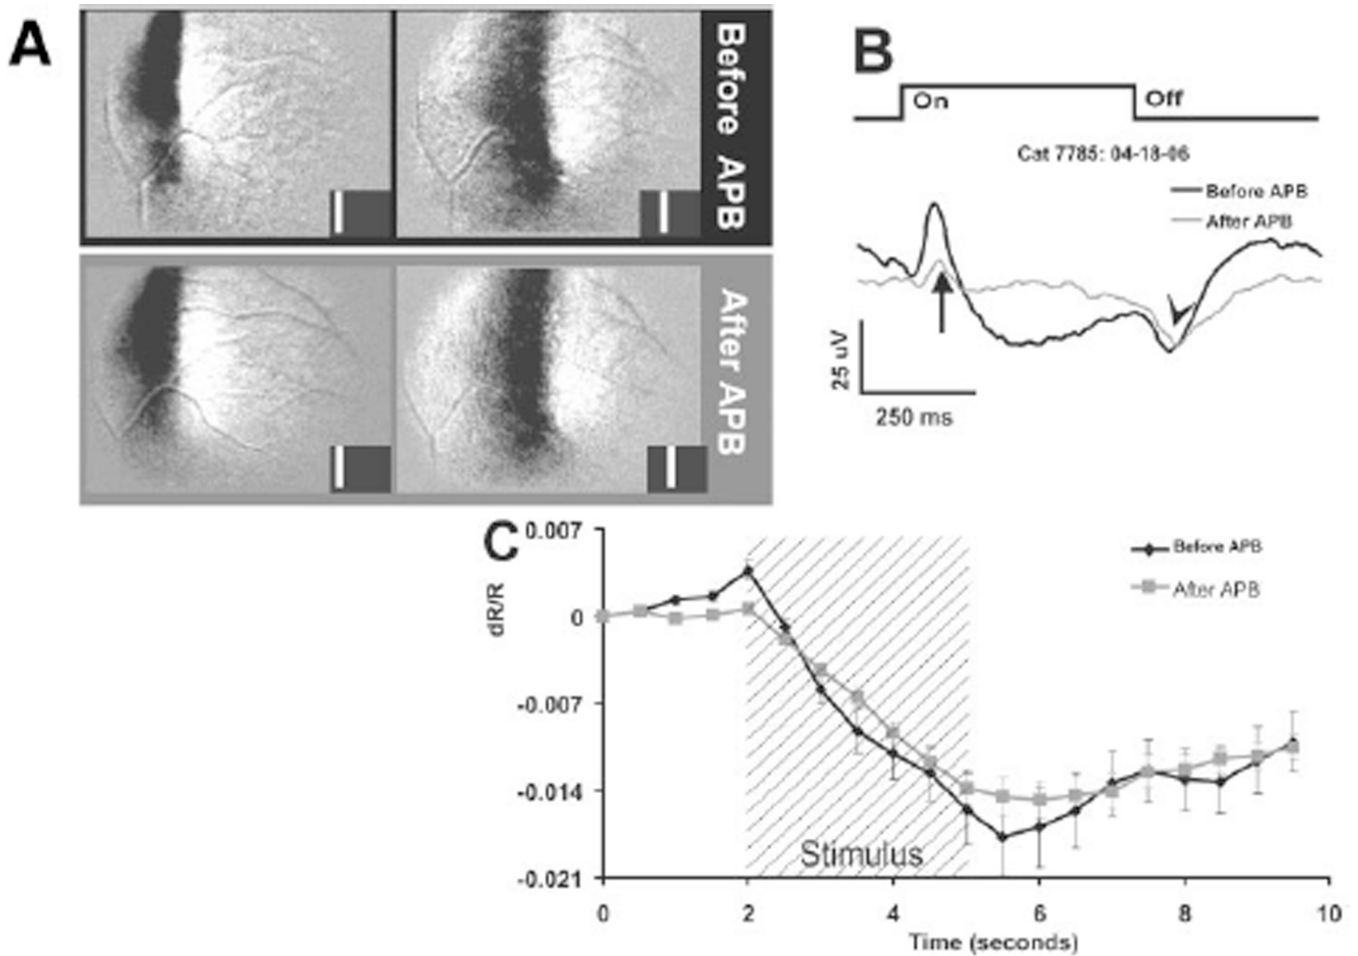 A
Before APB
After APB
B
On
Off
Cat 7785: 04-18-06
Before APB
After APB
25 uV
250 ms
C
0.007
0
-0.007
-0.014
-0.021
dR/R
Before APB
After APB
Stimulus
0 2 4 6 8 10
Time (seconds)